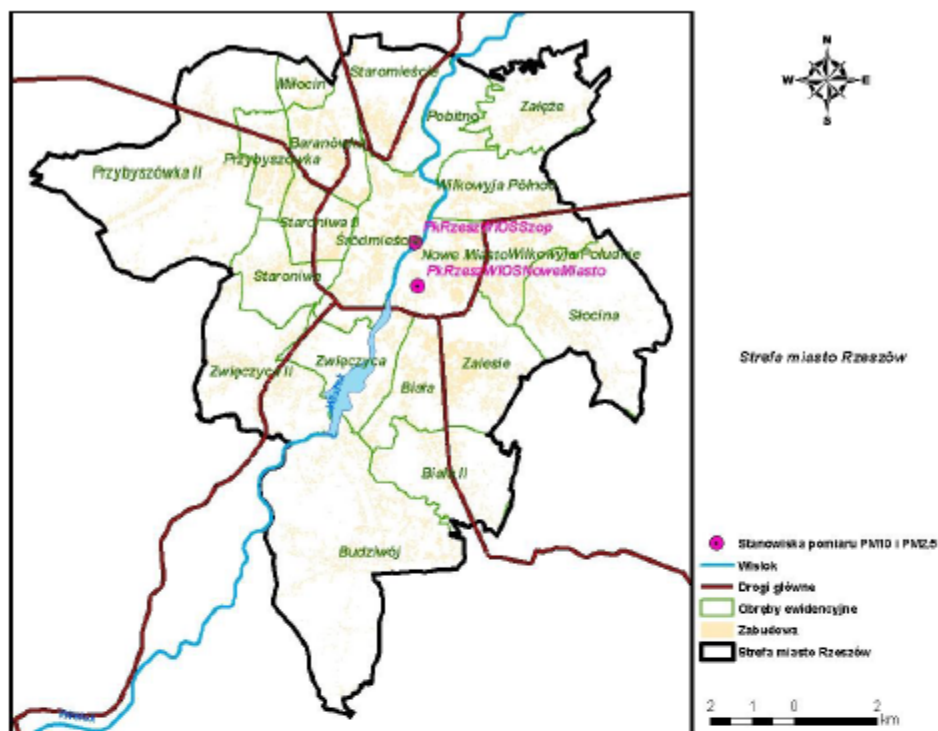 N
W
E
S
Staromieście
Miłocin
Załęże
Pobitno
Baranówka
Przybyszówka
Przybyszówka II
Wilkowyja Północ
Staroniwa II
PkRzeszWIOSSzop
Śródmieście
Nowe Miasto
Wilkowyja Południe
Staroniwa
PkRzeszWIOSNoweMiasto
Słocina
Strefa miasto Rzeszów
Zwięczyca
Zalesie
Zwięczyca II
Biała
Wisłok
Biała II
Budziwój
Stanowiska pomiaru PM10 i PM2,5
Wisłok
Drogi główne
Obręby ewidencyjne
Zabudowa
Strefa miasto Rzeszów
2 1 0 2
km